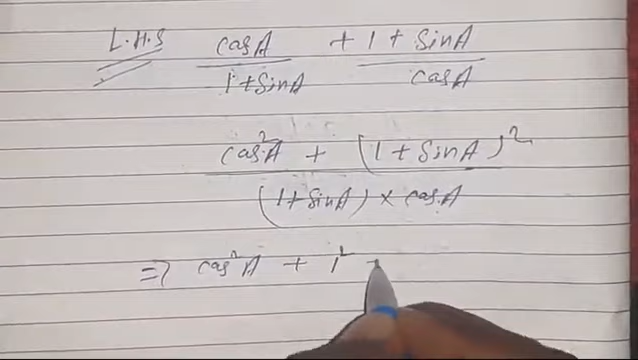 L.H.S cosA/1+sinA + 1+sinA/cosA
cos²A + (1+sinA)²/(1+sinA)×cosA
=> cos²A + 1² +